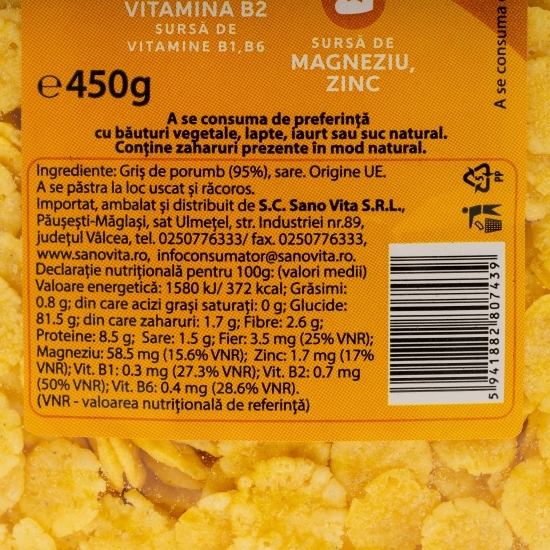 VITAMINA B2
SURSĂ DE
VITAMINE B1,B6
SURSĂ DE
MAGNEZIU,
ZINC
A se consuma
e450g
A se consuma de preferință
cu băuturi vegetale, lapte, iaurt sau suc natural.
Conține zaharuri prezente în mod natural.
Ingrediente: Griș de porumb (95%), sare. Origine UE.
A se păstra la loc uscat și răcoros.
Importat, ambalat și distribuit de S.C. Sano Vita S.R.L.,
Păușești-Măglași, sat Ulmețel, str. Industriei nr.89,
județul Vâlcea, tel. 0250776333/ fax. 0250776333,
www.sanovita.ro, infoconsumator@sanovita.ro
Declarație nutrițională pentru 100g: (valori medii)
Valoare energetică: 1580 kJ/ 372 kcal; Grăsimi:
0.8 g; din care acizi grași saturați: 0 g; Glucide:
81.5 g; din care zaharuri: 1.7 g; Fibre: 2.6 g;
Proteine: 8.5 g; Sare: 1.5 g; Fier: 3.5 mg (25% VNR);
Magneziu: 58.5 mg (15.6% VNR); Zinc: 1.7 mg (17%
VNR); Vit. B1: 0.3 mg (27.3% VNR); Vit. B2: 0.7 mg
(50% VNR); Vit. B6: 0.4 mg (28.6% VNR).
(VNR - valoarea nutrițională de referință)
5
PP
5941882807439